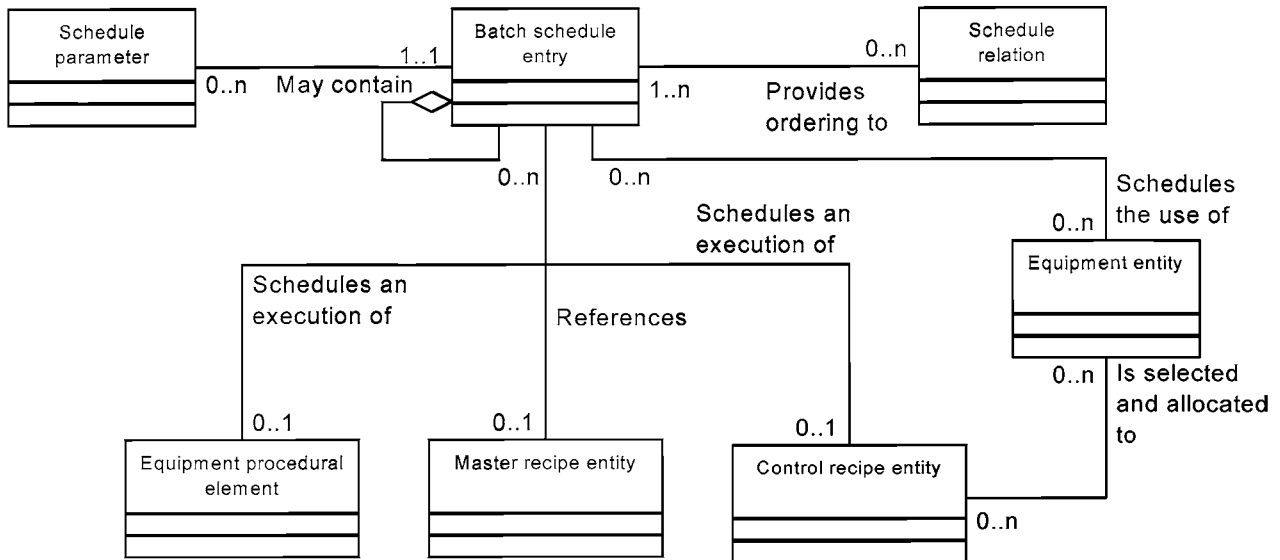 Schedule
parameter
Batch schedule
entry
Schedule
relation
1..1
0..n
0..n
May contain
1..n
Provides
ordering to
0..n
0..n
Schedules
the use of
Schedules an
execution of
0..n
Equipment entity
Schedules an
execution of
References
0..n
Is selected
and allocated
to
0..1
0..1
0..1
Equipment procedural
element
Master recipe entity
Control recipe entity
0..n